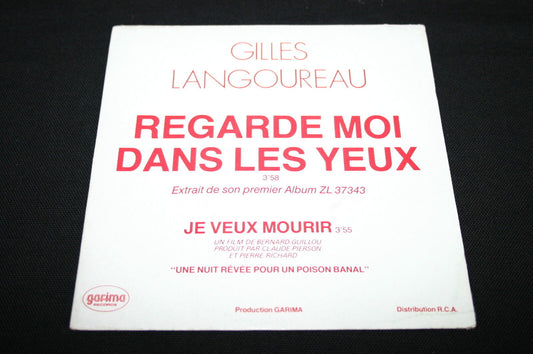 GILLES
LANGOUREAU
REGARDE MOI
DANS LES YEUX
3'58
Extrait de son premier Album ZL 37343
JE VEUX MOURIR 3'55
UN FILM DE BERNARD GUILLOU
PRODUIT PAR CLAUDE PIERSON
ET PIERRE RICHARD
"UNE NUIT RÊVÉE POUR UN POISON BANAL"
garima
RECORDS
Production GARIMA
Distribution R.C.A.